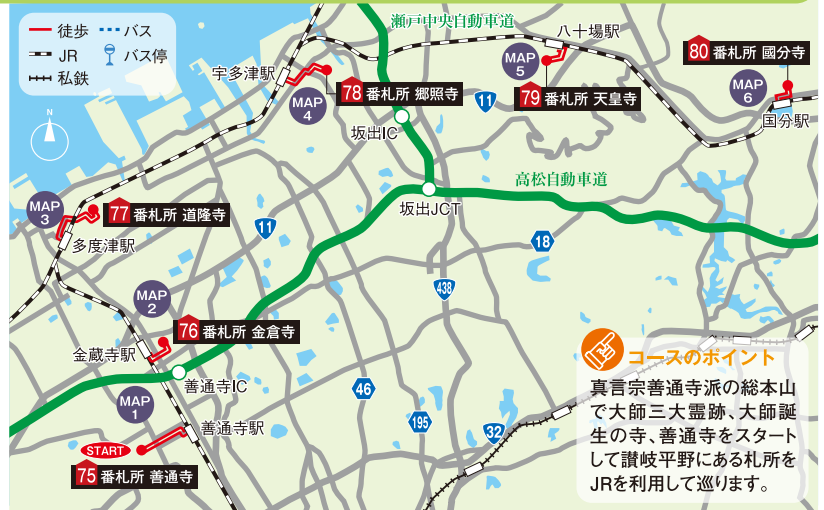 徒歩
バス
JR
バス停
私鉄
N
瀬戸中央自動車道
八十場駅
MAP
5
80 番札所 國分寺
宇多津駅
78 番札所 郷照寺
MAP
4
79 番札所 天皇寺
MAP
6
国分駅
11
坂出IC
高松自動車道
坂出JCT
MAP
3
77 番札所 道隆寺
多度津駅
11
18
438
MAP
2
76 番札所 金倉寺
金蔵寺駅
善通寺IC
MAP
1
善通寺駅
START
75 番札所 善通寺
46
195
32
コースのポイント
真言宗善通寺派の総本山
で大師三大霊跡、大師誕
生の寺、善通寺をスタート
して讃岐平野にある札所を
JRを利用して巡ります。